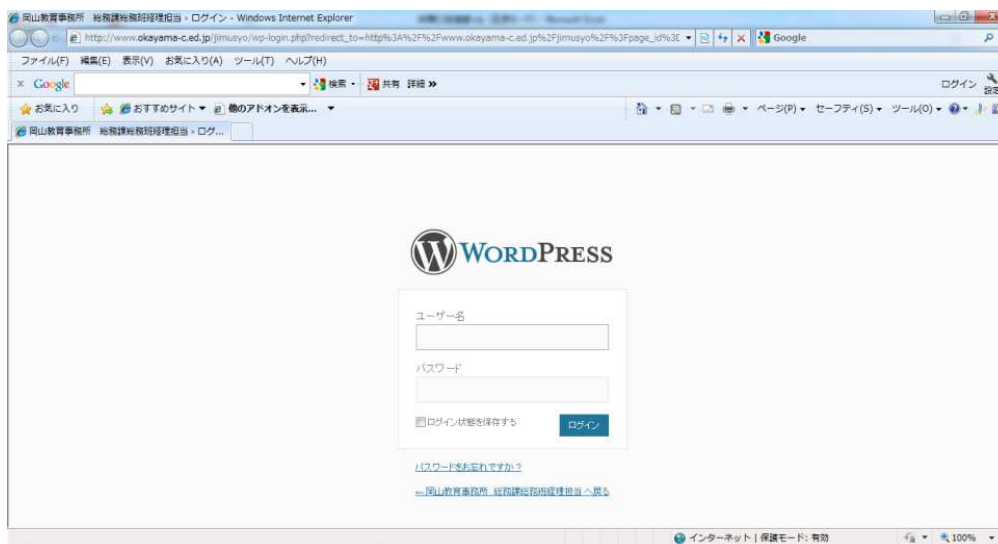 岡山教育事務所　総務課総務班経理担当 › ログイン - Windows Internet Explorer
http://www.okayama-c.ed.jp/jimusyo/wp-login.php?redirect_to=http%3A%2F%2Fwww.okayama-c.ed.jp%2Fjimusyo%2F%3Fpage_id%3D
Google
ファイル(F) 編集(E) 表示(V) お気に入り(A) ツール(T) ヘルプ(H)
× Google 検索 共有 詳細 » ログイン 設定
お気に入り おすすめサイト 他のアドオンを表示...
ページ(P) セーフティ(S) ツール(O)
岡山教育事務所　総務課総務班経理担当 › ログ...
WORDPRESS
ユーザー名
パスワード
ログイン状態を保存する ログイン
パスワードをお忘れですか ?
← 岡山教育事務所　総務課総務班経理担当 へ戻る
インターネット | 保護モード: 有効 100%